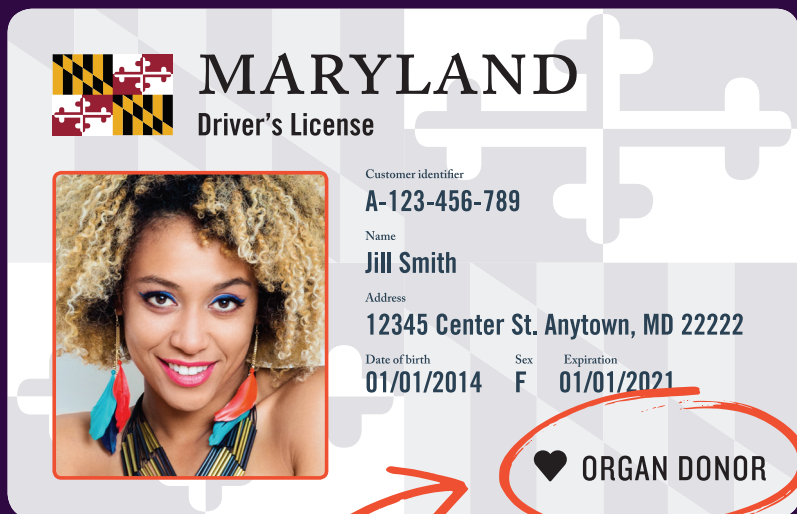 MARYLAND
Driver's License
Customer identifier
A-123-456-789
Name
Jill Smith
Address
12345 Center St. Anytown, MD 22222
Date of birth Sex Expiration
01/01/2014 F 01/01/2021
ORGAN DONOR